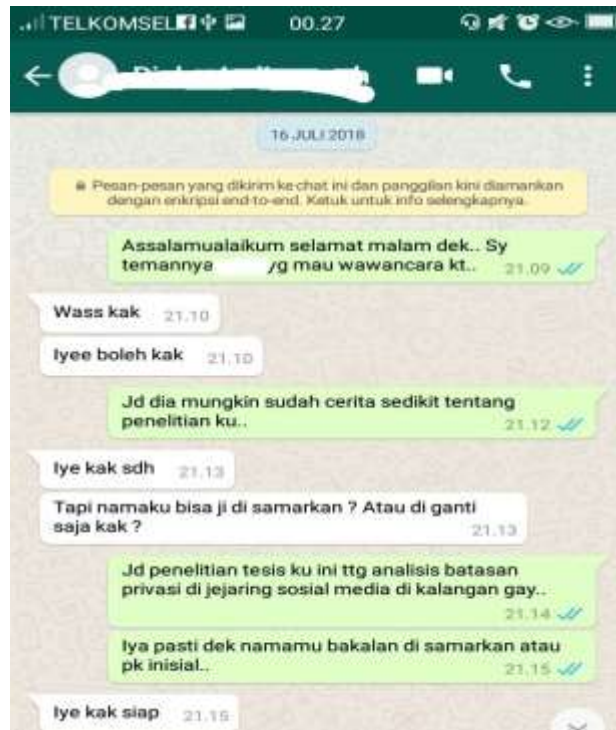 TELKOMSEL 00.27
16 JULI 2018
Pesan-pesan yang dikirim ke chat ini dan panggilan kini diamankan
dengan enkripsi end-to-end. Ketuk untuk info selengkapnya.
Assalamualaikum selamat malam dek.. Sy
temannya yg mau wawancara kt.. 21.09
Wass kak 21.10
Iyee boleh kak 21.10
Jd dia mungkin sudah cerita sedikit tentang
penelitian ku.. 21.12
Iye kak sdh 21.13
Tapi namaku bisa ji di samarkan ? Atau di ganti
saja kak ? 21.13
Jd penelitian tesis ku ini ttg analisis batasan
privasi di jejaring sosial media di kalangan gay..
21.14
Iya pasti dek namamu bakalan di samarkan atau
pk inisial.. 21.15
Iye kak siap